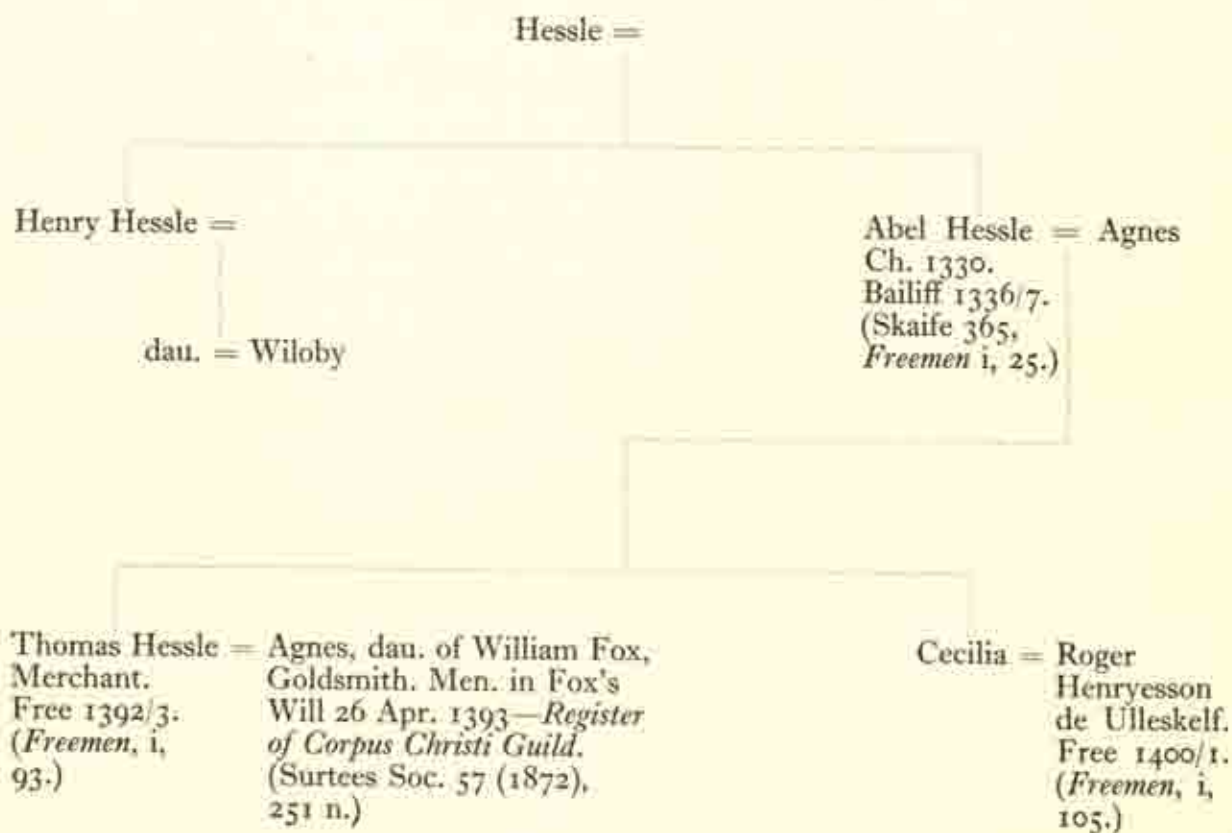 Hessle =
Henry Hessle =
dau. = Wiloby
Abel Hessle = Agnes
Ch. 1330.
Bailiff 1336/7.
(Skaife 365,
Freemen i, 25.)
Thomas Hessle =
Merchant.
Free 1392/3.
(Freemen, i,
93.)
Agnes, dau. of William Fox,
Goldsmith. Men. in Fox's
Will 26 Apr. 1393—Register
of Corpus Christi Guild.
(Surtees Soc. 57 (1872),
251 n.)
Cecilia = Roger
Henryesson
de Ulleskelf.
Free 1400/1.
(Freemen, i,
105.)